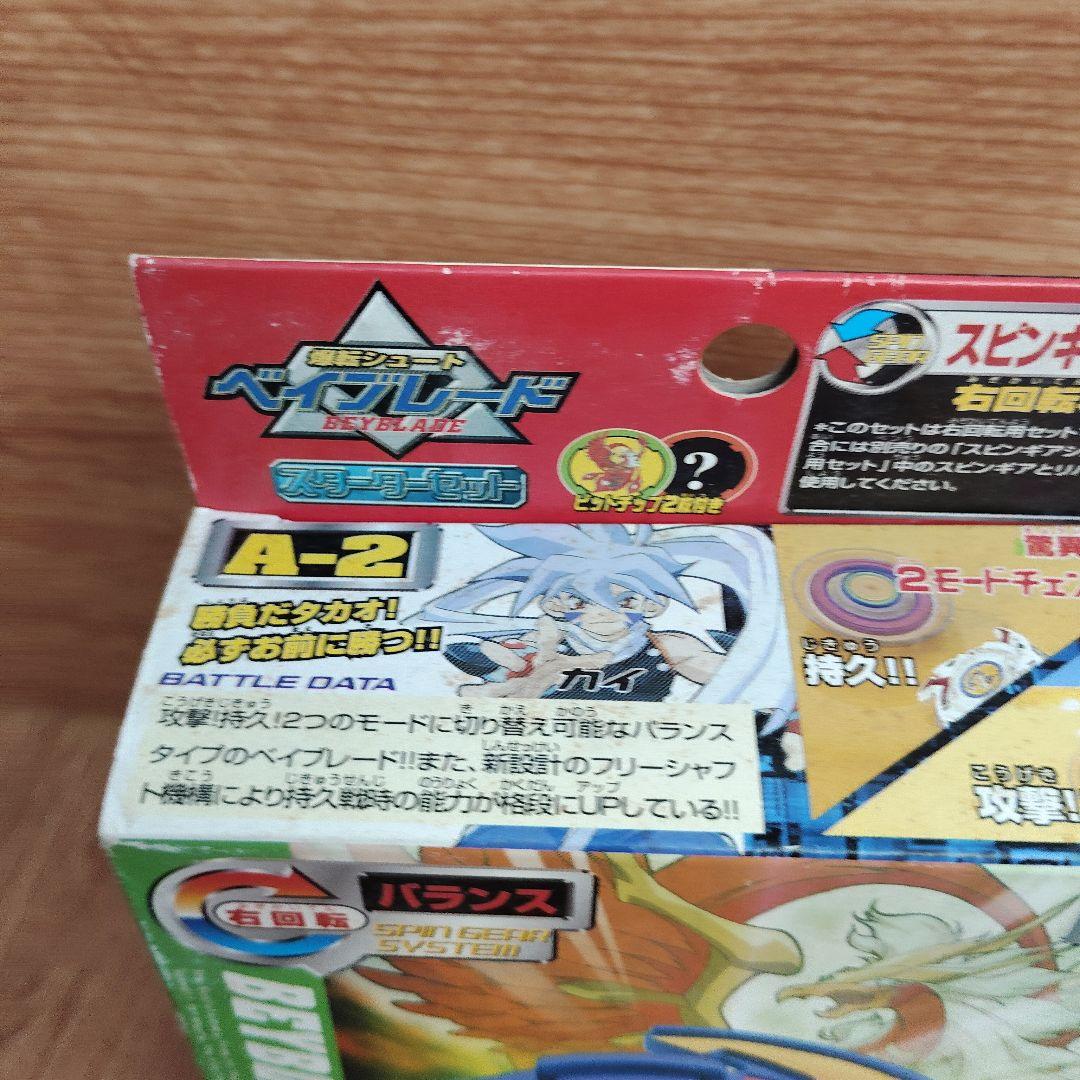 爆転シュート
ベイブレード
BEYBLADE
スターターセット
ビットチップ2枚付き
?
SPIN GEAR
スピンギ
右回転
*このセットは右回転用セット
合には別売りの「スピンギアシ
用セット」中のスピンギアとリバ
使用してください。
A-2
勝負だタカオ!
必ずお前に勝つ!!
カイ
BATTLE DATA
攻撃!持久!2つのモードに切り替え可能なバランス
タイプのベイブレード!!また、新設計のフリーシャフ
ト機構により持久戦時の能力が格段にUPしている!!
驚異
2モードチェン
持久!!
攻撃!
右回転
バランス
SPIN GEAR
SYSTEM
BEYB